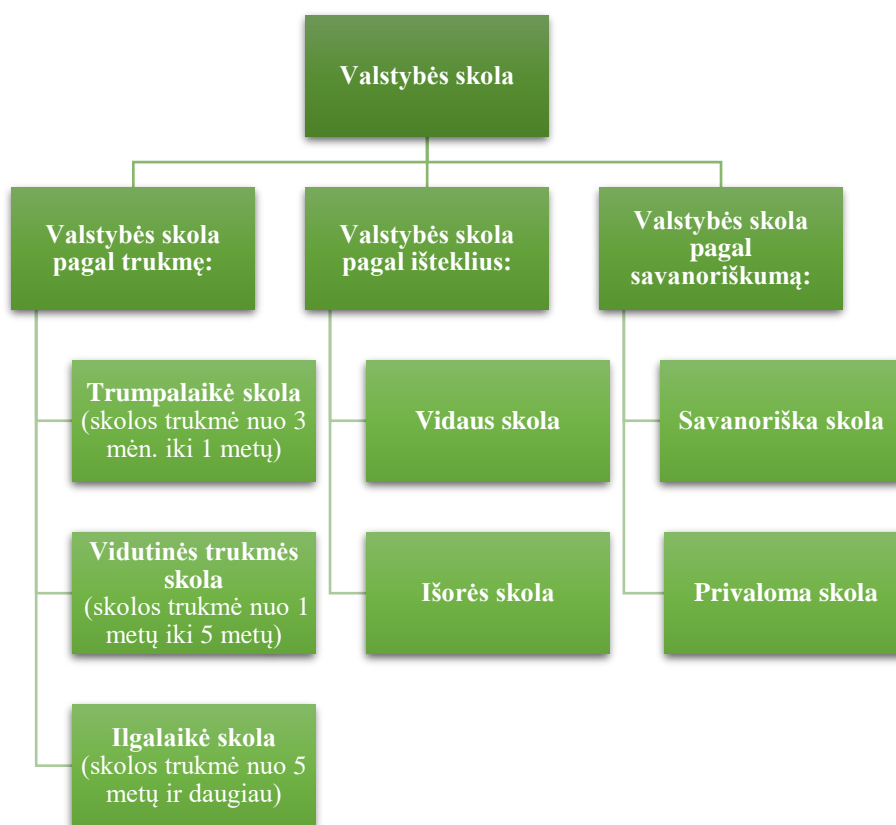 Valstybės skola
Valstybės skola
pagal trukmę:
Trumpalaikė skola
(skolos trukmė nuo 3
mėn. iki 1 metų)
Vidutinės trukmės
skola
(skolos trukmė nuo 1
metų iki 5 metų)
Ilgalaikė skola
(skolos trukmė nuo 5
metų ir daugiau)
Valstybės skola
pagal išteklius:
Vidaus skola
Išorės skola
Valstybės skola
pagal
savanoriškumą:
Savanoriška skola
Privaloma skola